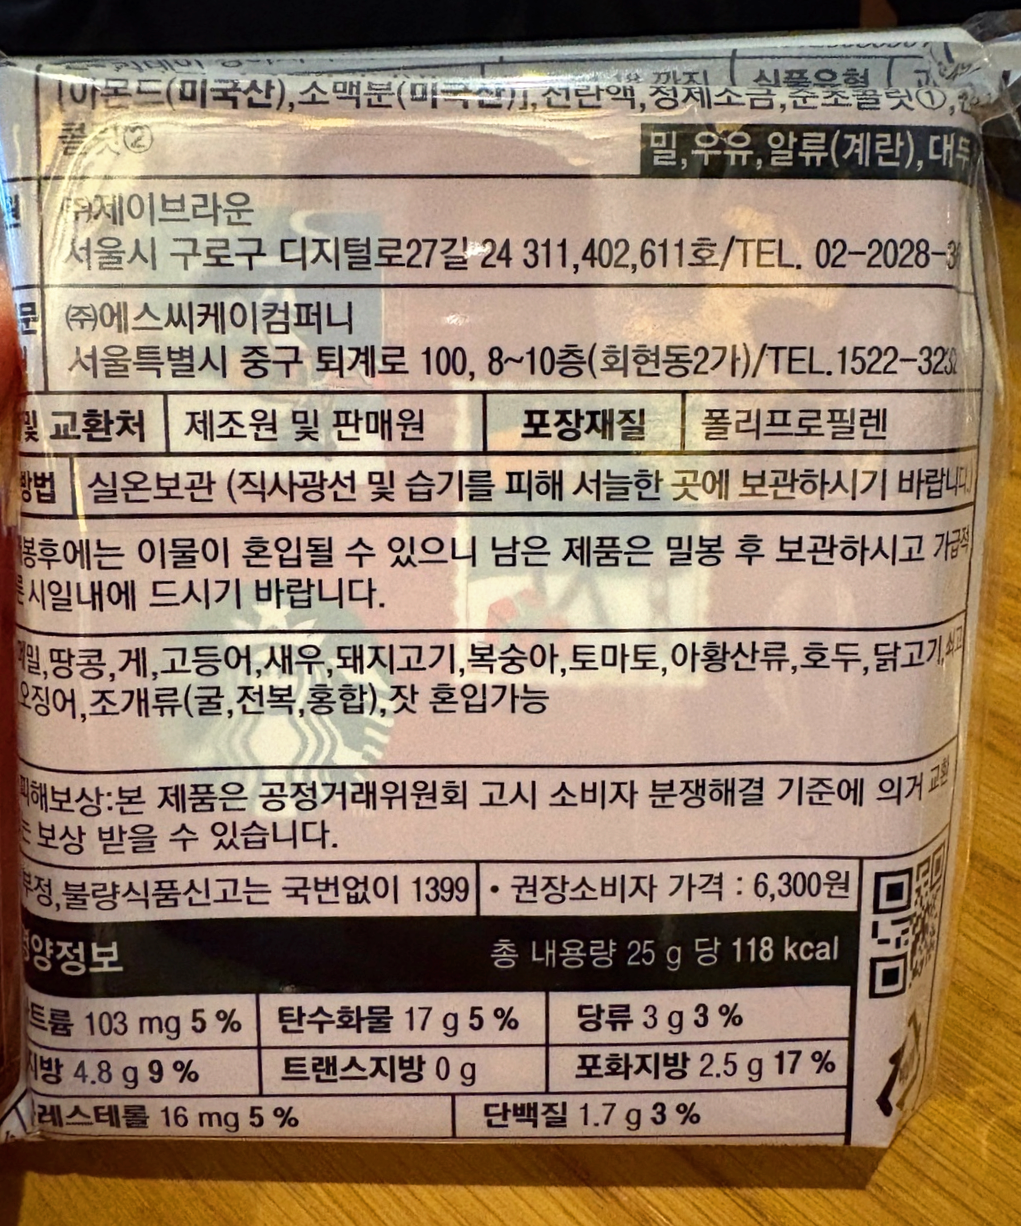 까지 식품유형
[아몬드(미국산),소맥분(미국산)],전란액,정제소금,준초콜릿①,
콜릿②
밀,우유,알류(계란),대두
㈜제이브라운
서울시 구로구 디지털로27길 24 311,402,611호/TEL. 02-2028-3
문 ㈜에스씨케이컴퍼니
서울특별시 중구 퇴계로 100, 8~10층(회현동2가)/TEL.1522-323
및 교환처 제조원 및 판매원 포장재질 폴리프로필렌
방법 실온보관 (직사광선 및 습기를 피해 서늘한 곳에 보관하시기 바랍니다.)
봉후에는 이물이 혼입될 수 있으니 남은 제품은 밀봉 후 보관하시고 가급적
른 시일내에 드시기 바랍니다.
밀,땅콩,게,고등어,새우,돼지고기,복숭아,토마토,아황산류,호두,닭고기,쇠고
오징어,조개류(굴,전복,홍합),잣 혼입가능
피해보상:본 제품은 공정거래위원회 고시 소비자 분쟁해결 기준에 의거 교환
는 보상 받을 수 있습니다.
부정,불량식품신고는 국번없이 1399 • 권장소비자 가격 : 6,300원
영양정보 총 내용량 25 g 당 118 kcal
트륨 103 mg 5 % 탄수화물 17 g 5 % 당류 3 g 3 %
지방 4.8 g 9 % 트랜스지방 0 g 포화지방 2.5 g 17 %
레스테롤 16 mg 5 % 단백질 1.7 g 3 %